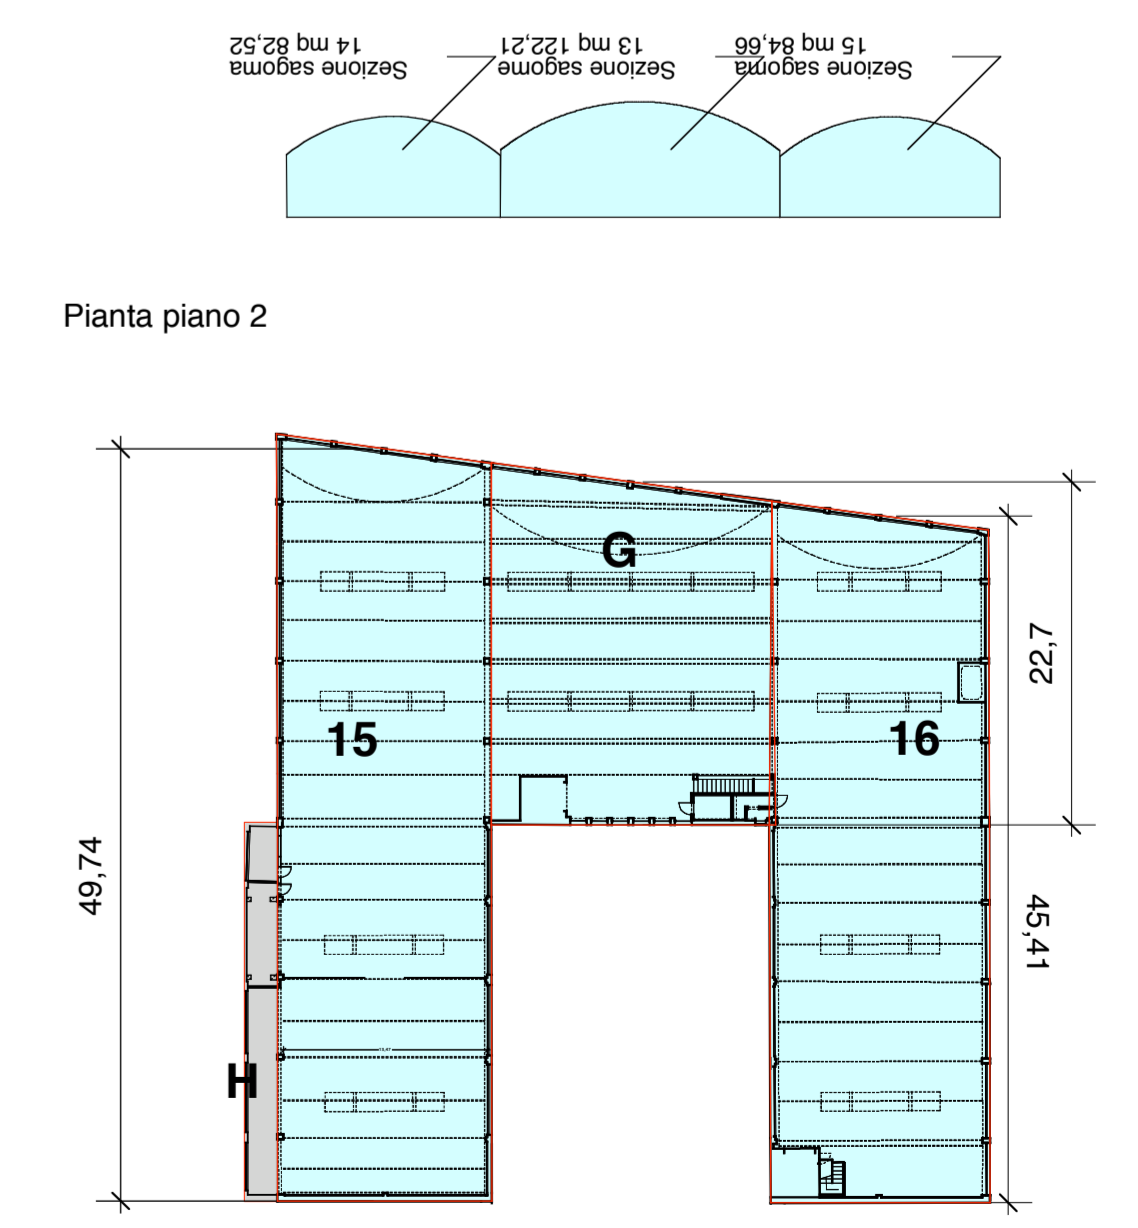 Sezione sagoma
14 mq 82,52
Sezione sagome
13 mq 122,21
Sezione sagoma
15 mq 84,66
Pianta piano 2
G
22,7
15
16
49,74
45,41
H